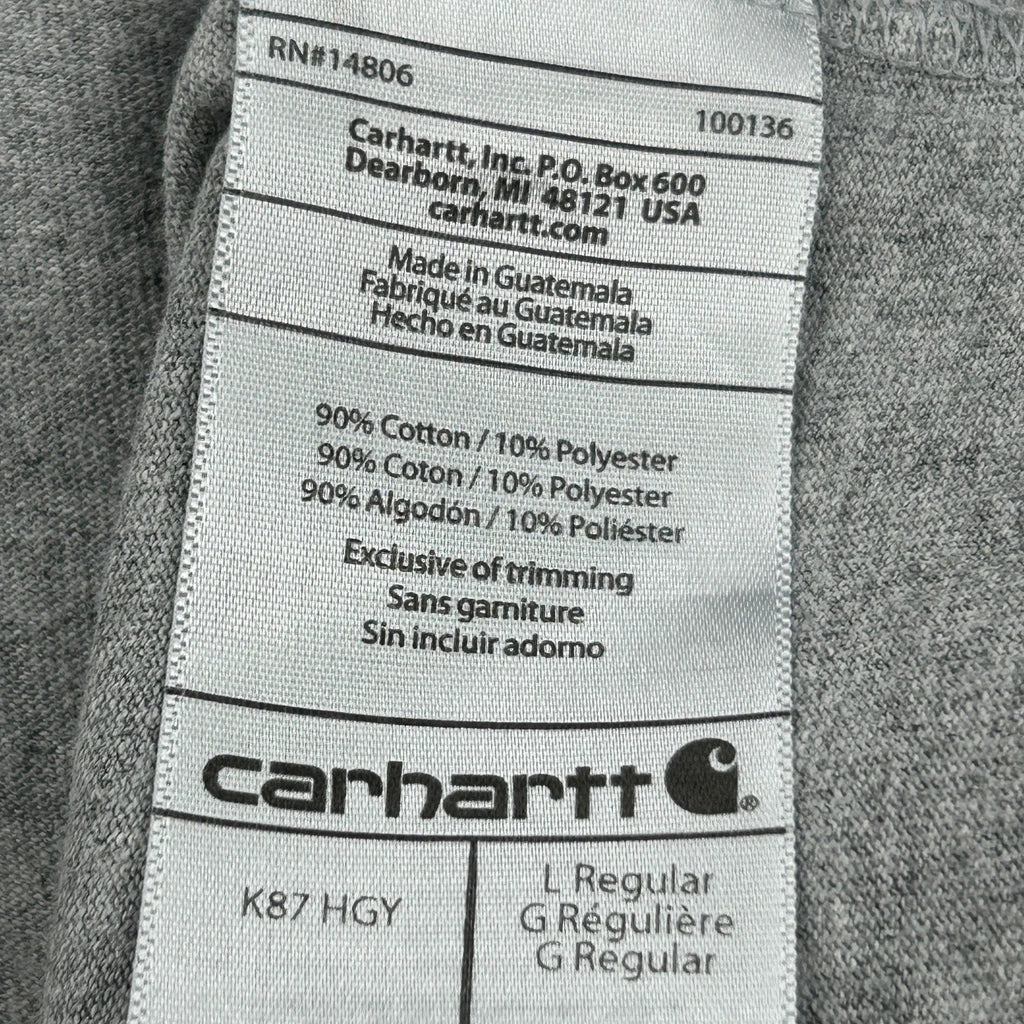 RN#14806
100136
Carhartt, Inc. P.O. Box 600
Dearborn, MI 48121 USA
carhartt.com
Made in Guatemala
Fabriqué au Guatemala
Hecho en Guatemala
90% Cotton / 10% Polyester
90% Coton / 10% Polyester
90% Algodón / 10% Poliéster
Exclusive of trimming
Sans garniture
Sin incluir adorno
carhartt ®
K87 HGY
L Regular
G Régulière
G Regular